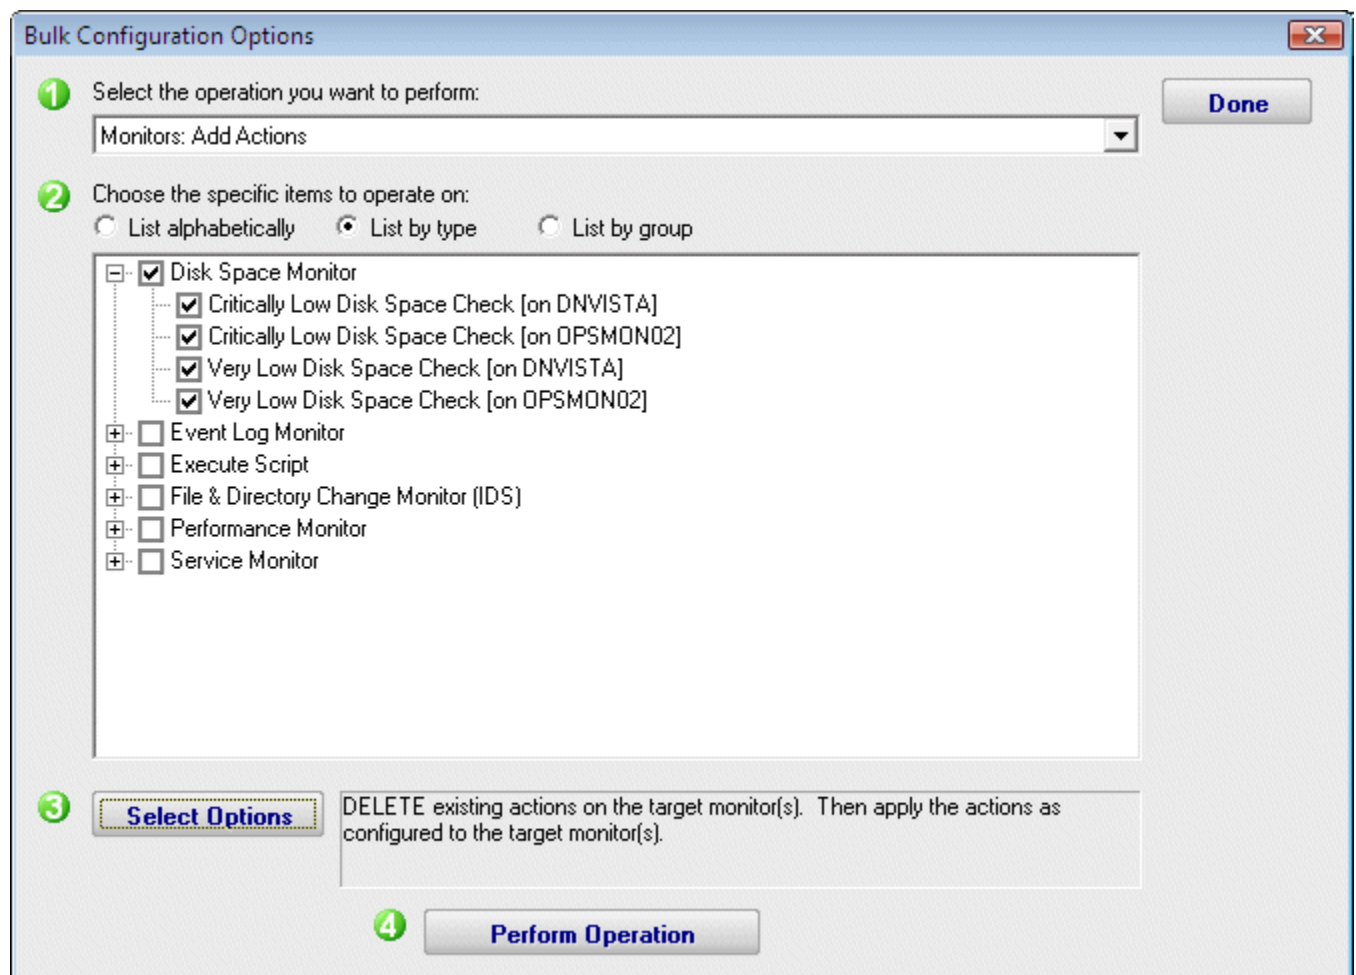 Bulk Configuration Options
1 Select the operation you want to perform:
Done
Monitors: Add Actions
2 Choose the specific items to operate on:
List alphabetically List by type List by group
Disk Space Monitor
Critically Low Disk Space Check [on DNVISTA]
Critically Low Disk Space Check [on OPSMON02]
Very Low Disk Space Check [on DNVISTA]
Very Low Disk Space Check [on OPSMON02]
Event Log Monitor
Execute Script
File & Directory Change Monitor (IDS)
Performance Monitor
Service Monitor
3 Select Options
DELETE existing actions on the target monitor(s). Then apply the actions as
configured to the target monitor(s).
4 Perform Operation